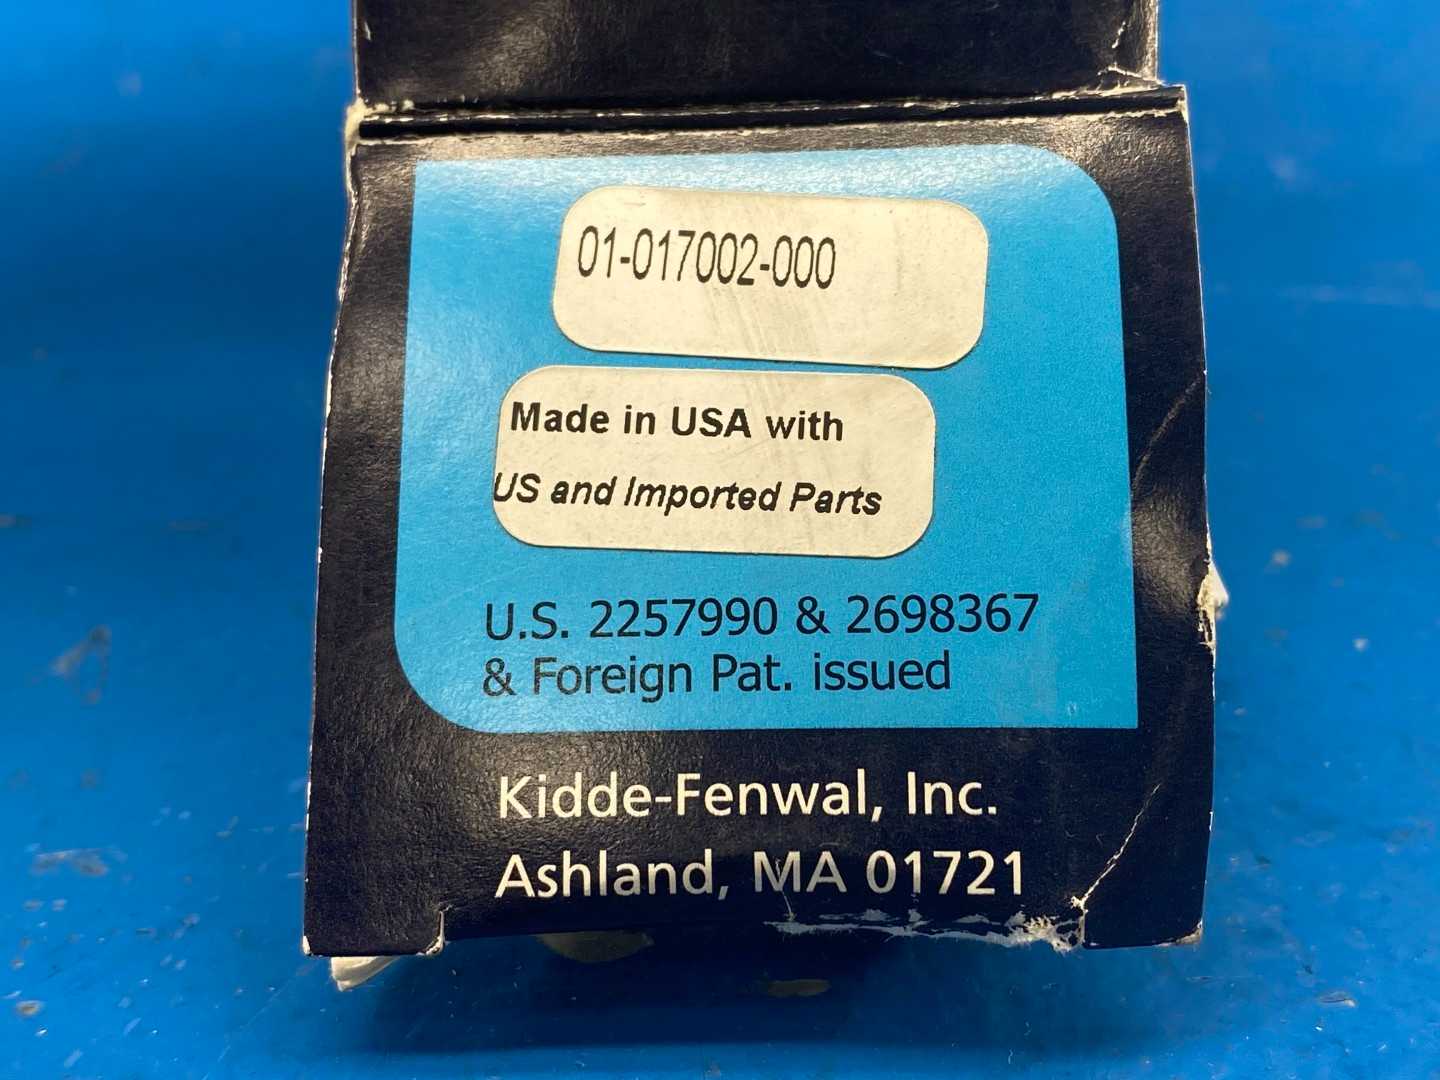 01-017002-000
Made in USA with
US and Imported Parts
U.S. 2257990 & 2698367
& Foreign Pat. issued
Kidde-Fenwal, Inc.
Ashland, MA 01721